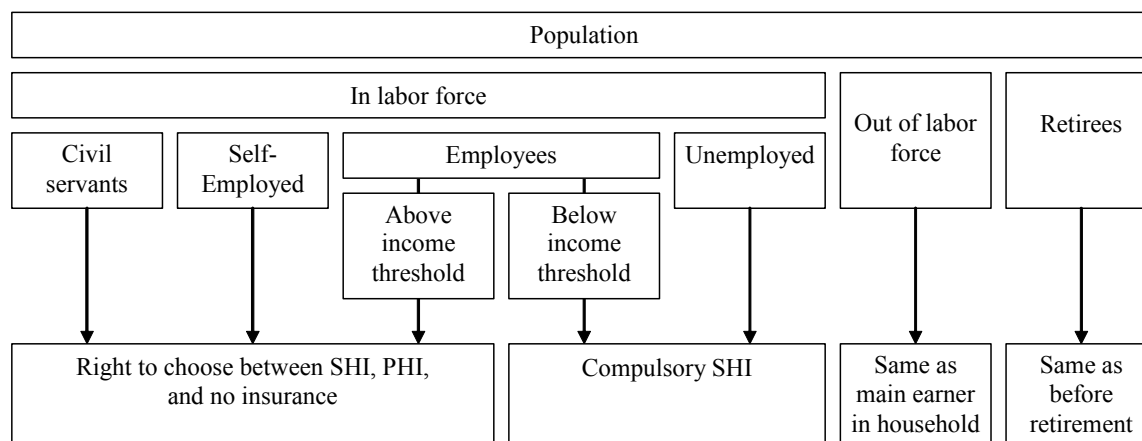 Population
In labor force
Out of labor
force
Retirees
Civil
servants
Self-
Employed
Employees
Unemployed
Above
income
threshold
Below
income
threshold
Right to choose between SHI, PHI,
and no insurance
Compulsory SHI
Same as
main earner
in household
Same as
before
retirement